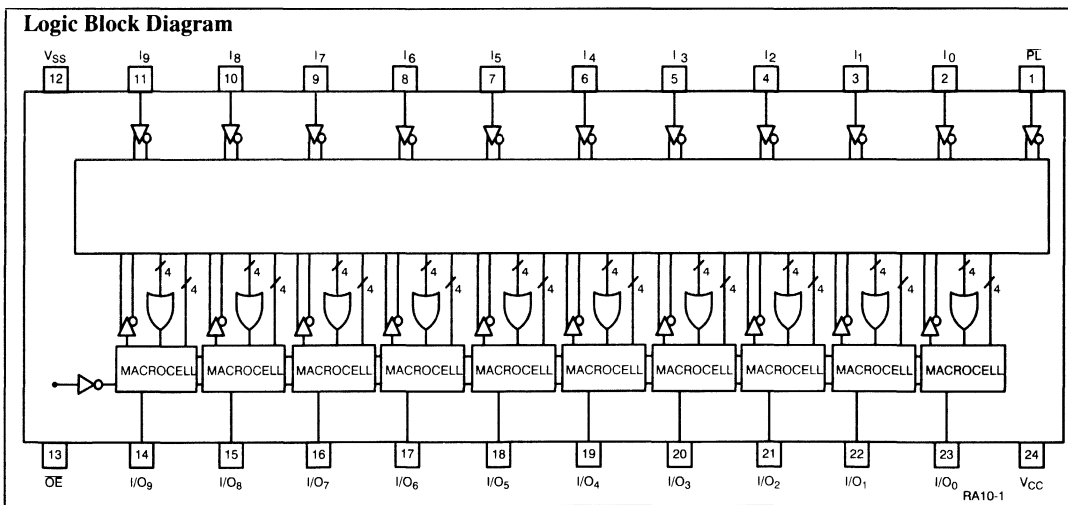 Logic Block Diagram
VSS I9 I8 I7 I6 I5 I4 I3 I2 I1 I0 P̅L̅
12 11 10 9 8 7 6 5 4 3 2 1
4 4 4 4 4 4 4 4 4 4
4 4 4 4 4 4 4 4 4 4
MACROCELL MACROCELL MACROCELL MACROCELL MACROCELL MACROCELL MACROCELL MACROCELL MACROCELL MACROCELL
13 14 15 16 17 18 19 20 21 22 23 24
O̅E̅ I/O9 I/O8 I/O7 I/O6 I/O5 I/O4 I/O3 I/O2 I/O1 I/O0 VCC
RA10-1